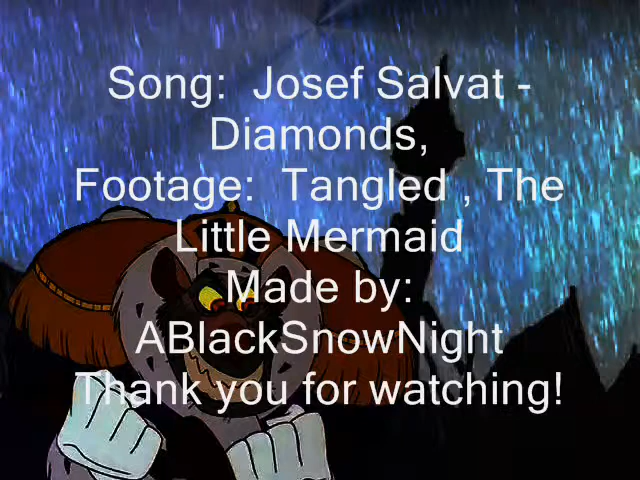 Song:  Josef Salvat -
Diamonds,
Footage:  Tangled , The
Little Mermaid
Made by:
ABlackSnowNight
Thank you for watching!